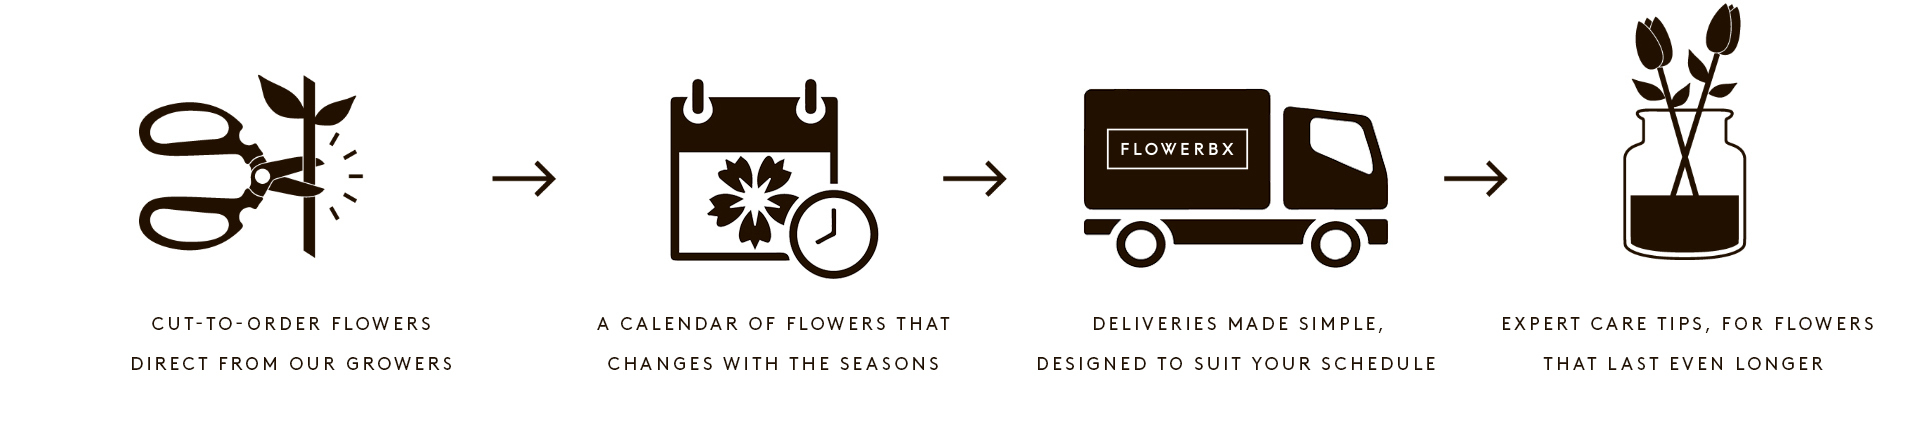 FLOWERBX
CUT-TO-ORDER FLOWERS
DIRECT FROM OUR GROWERS
A CALENDAR OF FLOWERS THAT
CHANGES WITH THE SEASONS
DELIVERIES MADE SIMPLE,
DESIGNED TO SUIT YOUR SCHEDULE
EXPERT CARE TIPS, FOR FLOWERS
THAT LAST EVEN LONGER